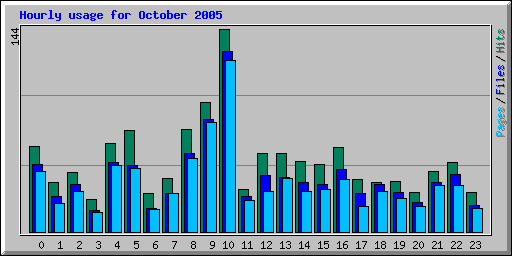 Hourly usage for October 2005
144
Pages / Files / Hits
0 1 2 3 4 5 6 7 8 9 10 11 12 13 14 15 16 17 18 19 20 21 22 23